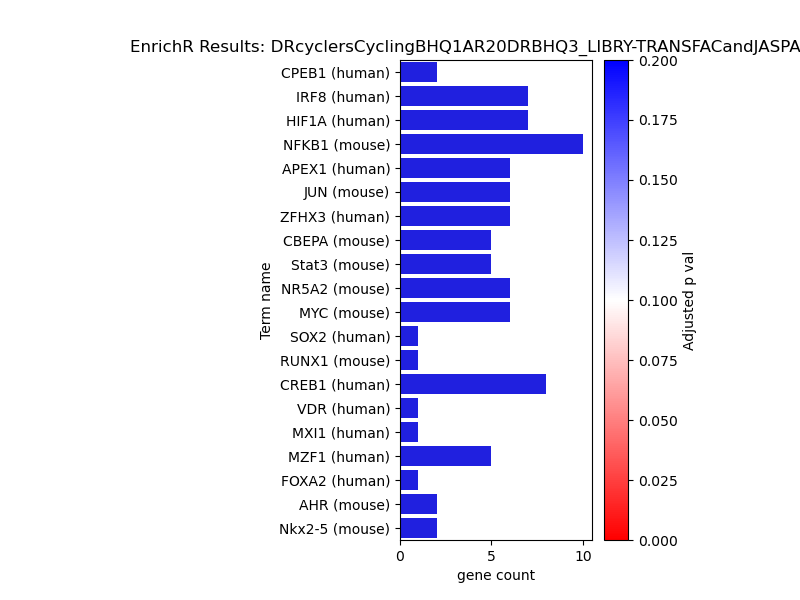 EnrichR Results: DRcyclersCyclingBHQ1AR20DRBHQ3_LIBRY-TRANSFACandJASPA
CPEB1 (human)
IRF8 (human)
HIF1A (human)
NFKB1 (mouse)
APEX1 (human)
JUN (mouse)
ZFHX3 (human)
CBEPA (mouse)
Stat3 (mouse)
NR5A2 (mouse)
MYC (mouse)
SOX2 (human)
RUNX1 (mouse)
CREB1 (human)
VDR (human)
MXI1 (human)
MZF1 (human)
FOXA2 (human)
AHR (mouse)
Nkx2-5 (mouse)
Term name
0 5 10
gene count
0.200
0.175
0.150
0.125
0.100
0.075
0.050
0.025
0.000
Adjusted p val